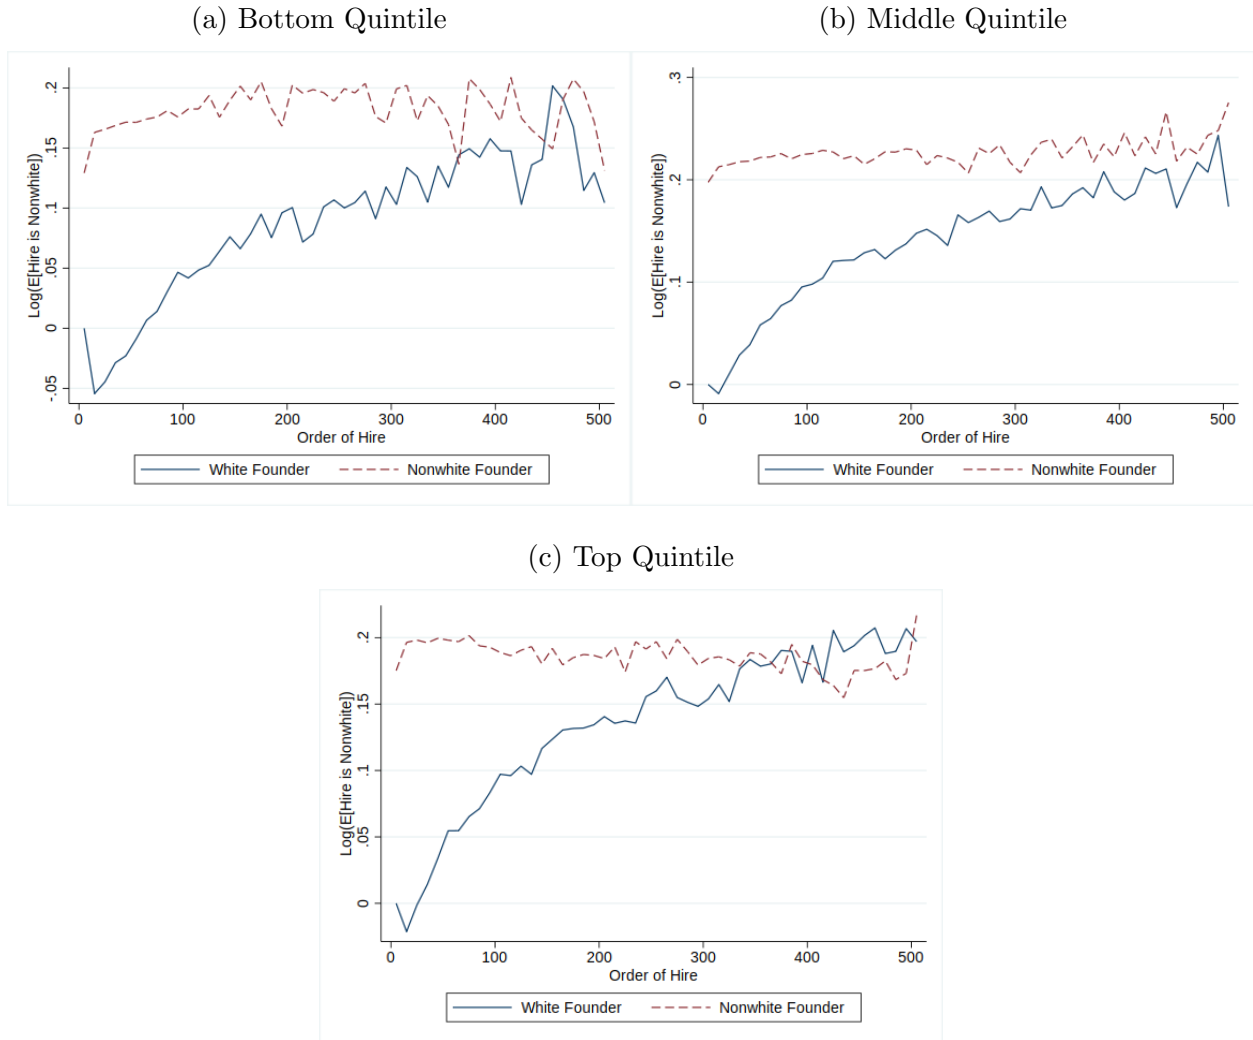 (a) Bottom Quintile
Log(E[Hire is Nonwhite])
.2
.15
.1
.05
0
-.05
0 100 200 300 400 500
Order of Hire
White Founder Nonwhite Founder
(b) Middle Quintile
Log(E[Hire is Nonwhite])
.3
.2
.1
0
0 100 200 300 400 500
Order of Hire
White Founder Nonwhite Founder
(c) Top Quintile
Log(E[Hire is Nonwhite])
.2
.15
.1
.05
0
0 100 200 300 400 500
Order of Hire
White Founder Nonwhite Founder